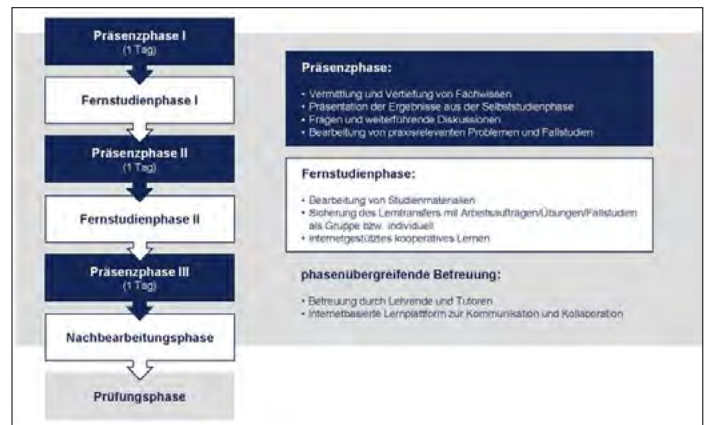 Präsenzphase I
(1 Tag)
Fernstudienphase I
Präsenzphase II
(1 Tag)
Fernstudienphase II
Präsenzphase III
(1 Tag)
Nachbearbeitungsphase
Prüfungsphase
Präsenzphase:
• Vermittlung und Vertiefung von Fachwissen
• Präsentation der Ergebnisse aus der Selbststudienphase
• Fragen und weiterführende Diskussionen
• Bearbeitung von praxisrelevanten Problemen und Fallstudien
Fernstudienphase:
• Bearbeitung von Studienmaterialien
• Sicherung des Lerntransfers mit Arbeitsaufträgen/Übungen/Fallstudien
als Gruppe bzw. individuell
• Internetgestütztes kooperatives Lernen
phasenübergreifende Betreuung:
• Betreuung durch Lehrende und Tutoren
• Internetbasierte Lernplattform zur Kommunikation und Kollaboration